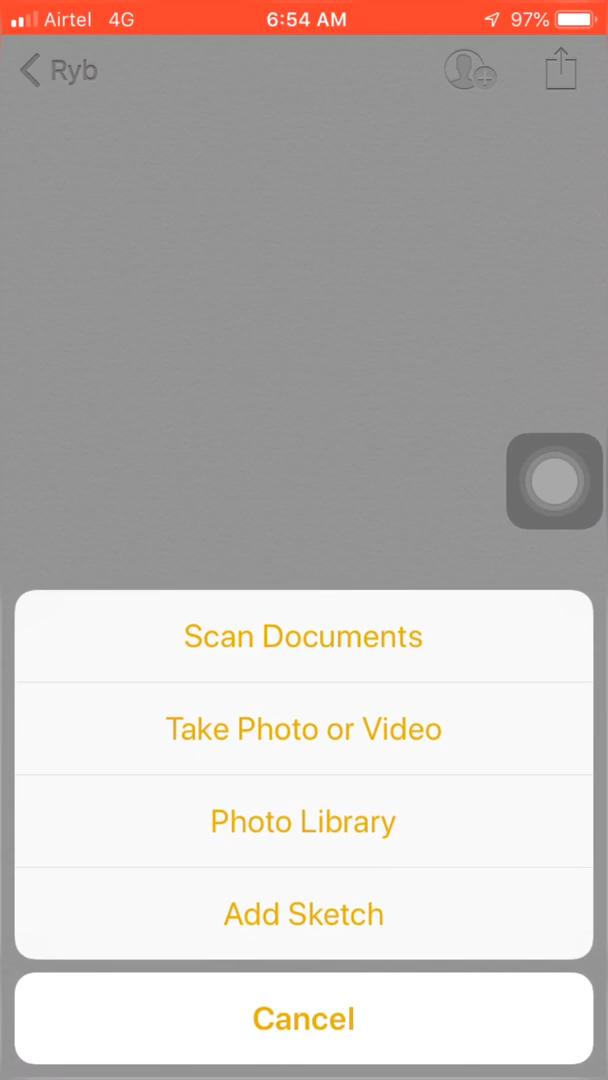 Airtel 4G 6:54 AM 97%
Ryb
Scan Documents
Take Photo or Video
Photo Library
Add Sketch
Cancel